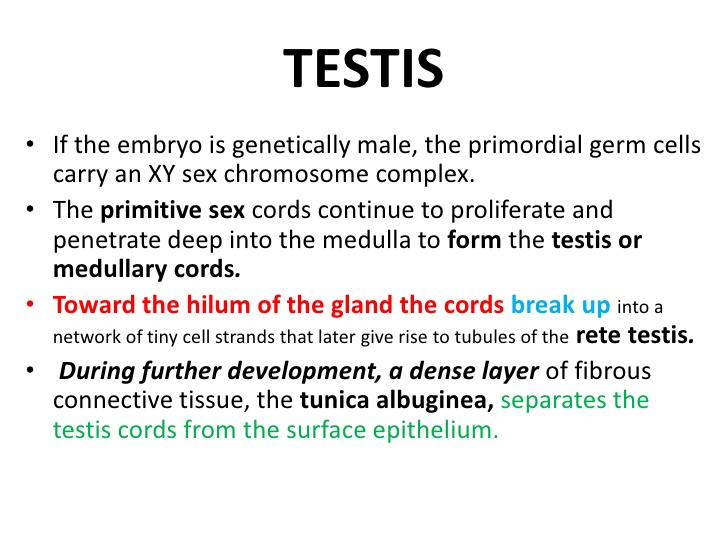 TESTIS
• If the embryo is genetically male, the primordial germ cells
carry an XY sex chromosome complex.
• The primitive sex cords continue to proliferate and
penetrate deep into the medulla to form the testis or
medullary cords.
• Toward the hilum of the gland the cords break up into a
network of tiny cell strands that later give rise to tubules of the rete testis.
• During further development, a dense layer of fibrous
connective tissue, the tunica albuginea, separates the
testis cords from the surface epithelium.